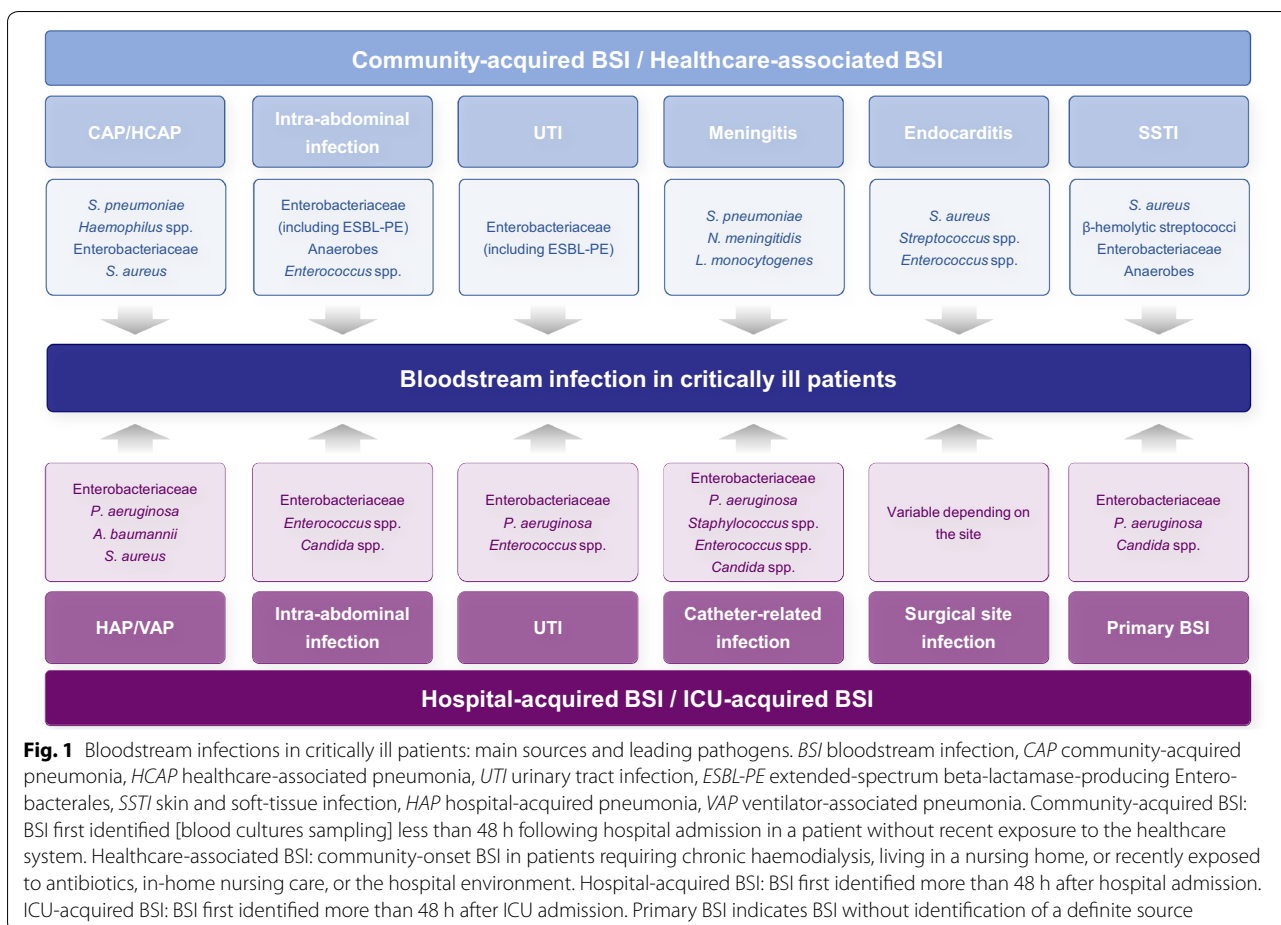 Community-acquired BSI / Healthcare-associated BSI
CAP/HCAP
Intra-abdominal
infection
UTI
Meningitis
Endocarditis
SSTI
S. pneumoniae
Haemophilus spp.
Enterobacteriaceae
S. aureus
Enterobacteriaceae
(including ESBL-PE)
Anaerobes
Enterococcus spp.
Enterobacteriaceae
(including ESBL-PE)
S. pneumoniae
N. meningitidis
L. monocytogenes
S. aureus
Streptococcus spp.
Enterococcus spp.
S. aureus
β-hemolytic streptococci
Enterobacteriaceae
Anaerobes
Bloodstream infection in critically ill patients
Enterobacteriaceae
P. aeruginosa
A. baumannii
S. aureus
Enterobacteriaceae
Enterococcus spp.
Candida spp.
Enterobacteriaceae
P. aeruginosa
Enterococcus spp.
Enterobacteriaceae
P. aeruginosa
Staphylococcus spp.
Enterococcus spp.
Candida spp.
Variable depending on
the site
Enterobacteriaceae
P. aeruginosa
Candida spp.
HAP/VAP
Intra-abdominal
infection
UTI
Catheter-related
infection
Surgical site
infection
Primary BSI
Hospital-acquired BSI / ICU-acquired BSI
Fig. 1 Bloodstream infections in critically ill patients: main sources and leading pathogens. BSI bloodstream infection, CAP community-acquired
pneumonia, HCAP healthcare-associated pneumonia, UTI urinary tract infection, ESBL-PE extended-spectrum beta-lactamase-producing Entero-
bacterales, SSTI skin and soft-tissue infection, HAP hospital-acquired pneumonia, VAP ventilator-associated pneumonia. Community-acquired BSI:
BSI first identified [blood cultures sampling] less than 48 h following hospital admission in a patient without recent exposure to the healthcare
system. Healthcare-associated BSI: community-onset BSI in patients requiring chronic haemodialysis, living in a nursing home, or recently exposed
to antibiotics, in-home nursing care, or the hospital environment. Hospital-acquired BSI: BSI first identified more than 48 h after hospital admission.
ICU-acquired BSI: BSI first identified more than 48 h after ICU admission. Primary BSI indicates BSI without identification of a definite source